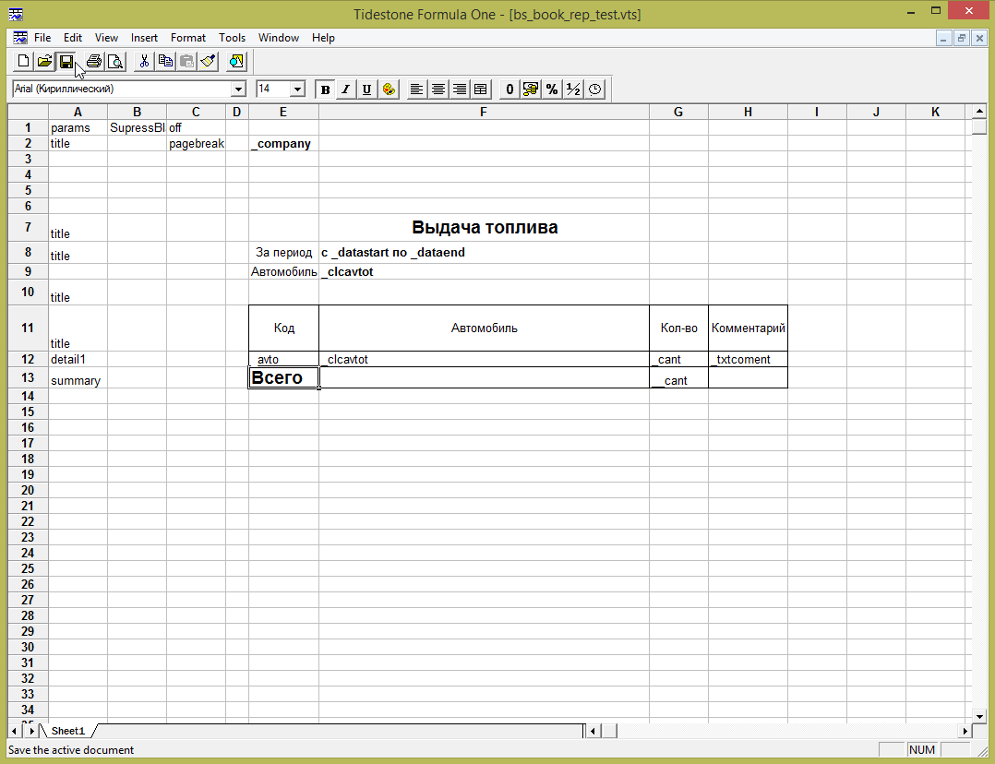 Tidestone Formula One - [bs_book_rep_test.vts]
File Edit View Insert Format Tools Window Help
Arial (Кириллический) 14 B I U 0 % ½
A B C D E F G H I J K
1 params SupressBl off
2 title pagebreak _company
3
4
5
6
7 title Выдача топлива
8 title За период с _datastart по _dataend
9 Автомобиль _clcavtot
10 title
11 title Код Автомобиль Кол-во Комментарий
12 detail1 _avto _clcavtot _cant _txtcoment
13 summary Всего __cant
14
15
16
17
18
19
20
21
22
23
24
25
26
27
28
29
30
31
32
33
34
Sheet1
Save the active document NUM